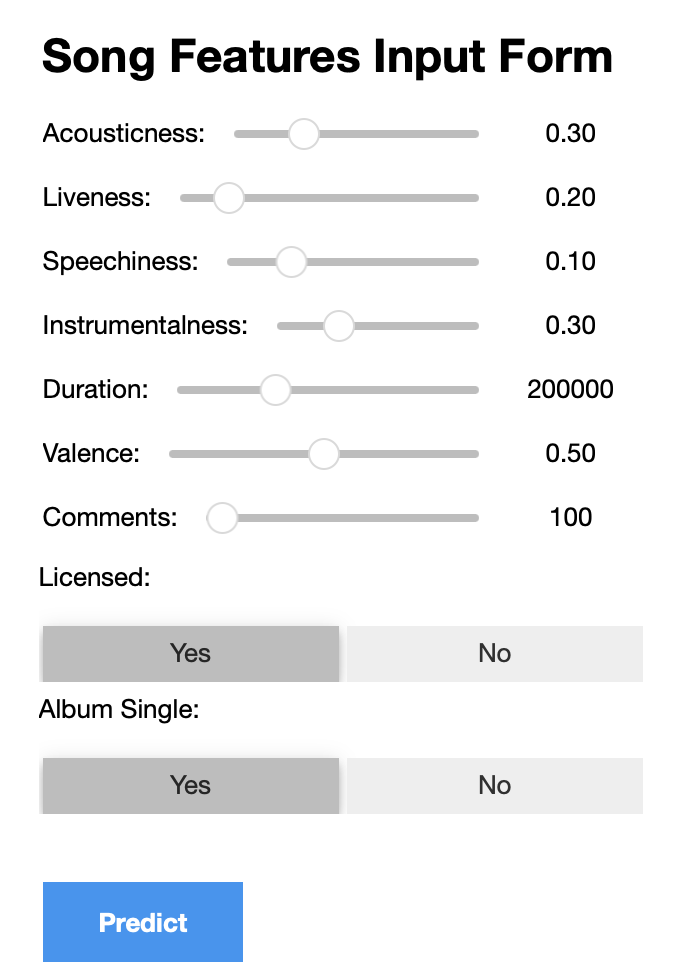 Song Features Input Form
Acousticness: 0.30
Liveness: 0.20
Speechiness: 0.10
Instrumentalness: 0.30
Duration: 200000
Valence: 0.50
Comments: 100
Licensed:
Yes No
Album Single:
Yes No
Predict